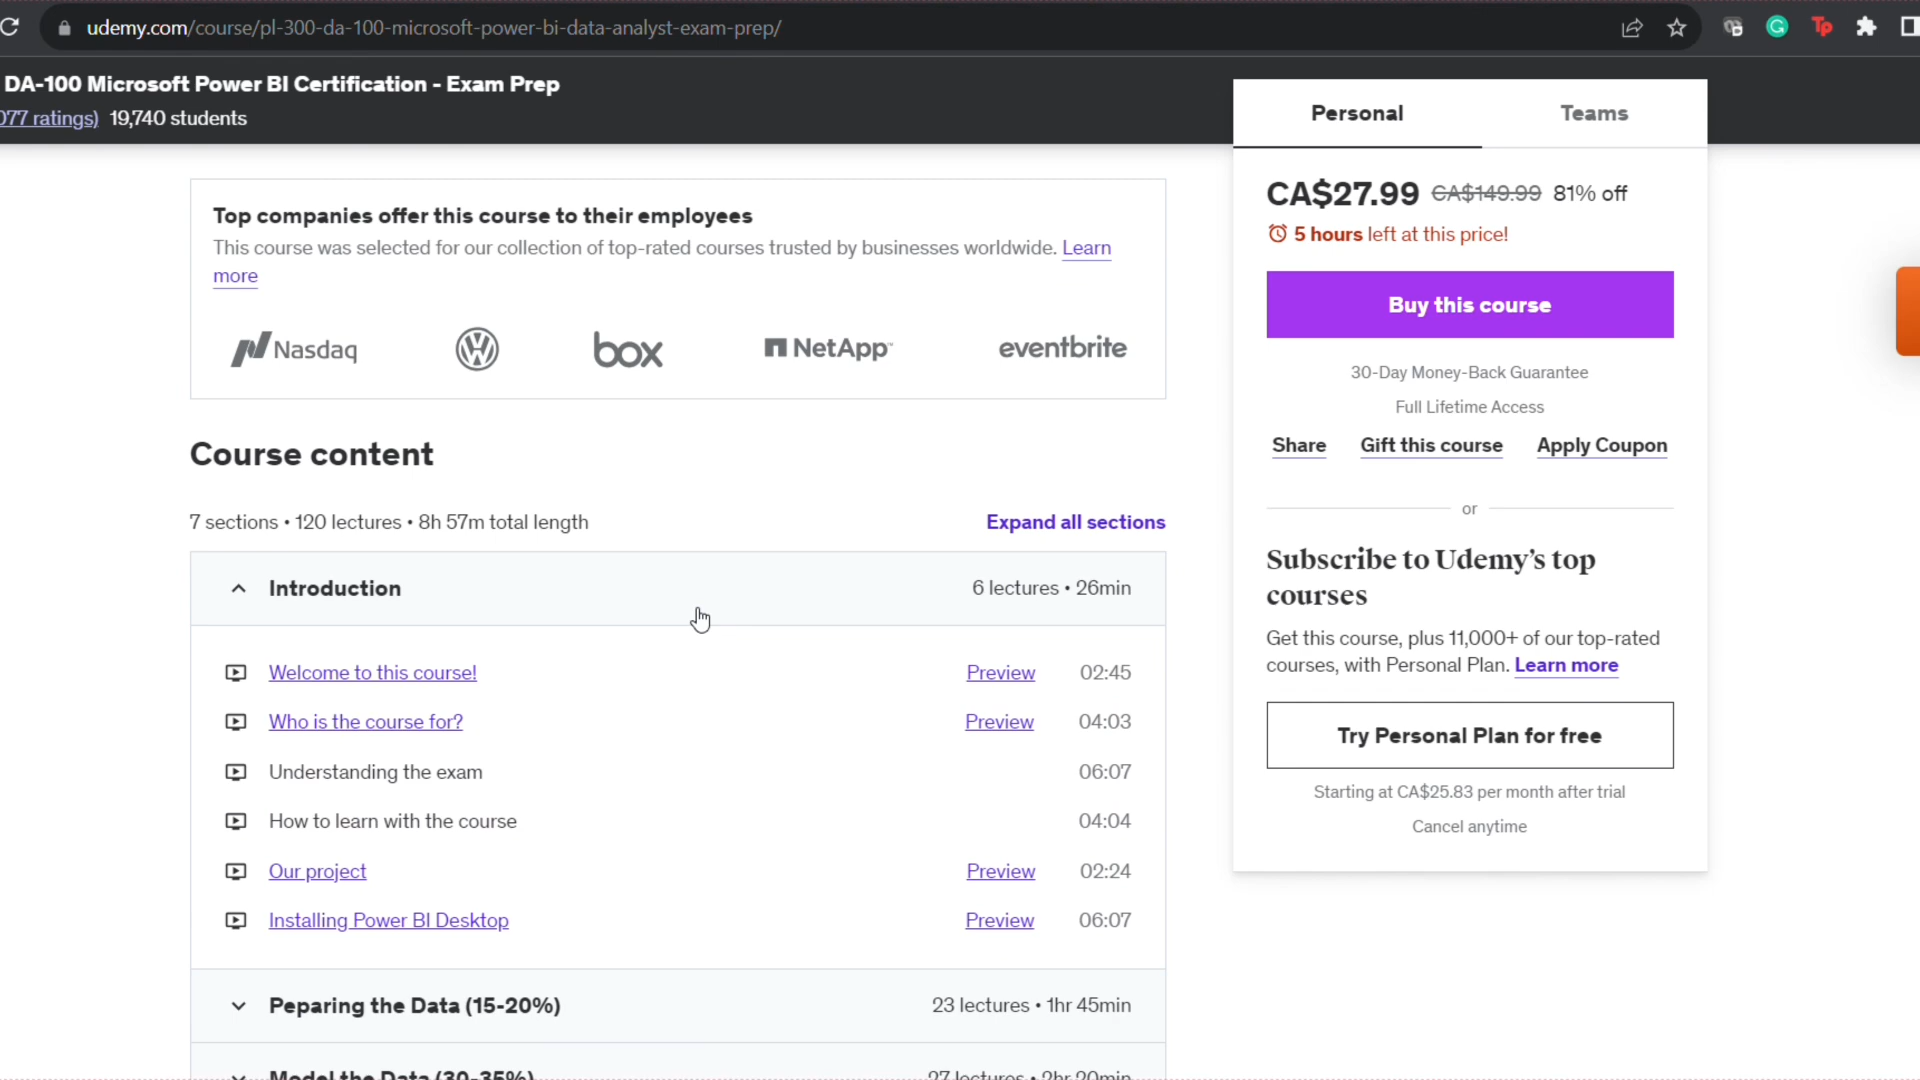 udemy.com/course/pl-300-da-100-microsoft-power-bi-data-analyst-exam-prep/
DA-100 Microsoft Power BI Certification - Exam Prep
077 ratings) 19,740 students
Personal
Teams
Top companies offer this course to their employees
This course was selected for our collection of top-rated courses trusted by businesses worldwide. Learn
more
Nasdaq
box
NetApp
eventbrite
Course content
7 sections • 120 lectures • 8h 57m total length
Expand all sections
Introduction
6 lectures • 26min
Welcome to this course!
Preview
02:45
Who is the course for?
Preview
04:03
Understanding the exam
06:07
How to learn with the course
04:04
Our project
Preview
02:24
Installing Power BI Desktop
Preview
06:07
Peparing the Data (15-20%)
23 lectures • 1hr 45min
Model the Data (30-35%)
27 lectures • 2hr 20min
CA$27.99 CA$149.99 81% off
5 hours left at this price!
Buy this course
30-Day Money-Back Guarantee
Full Lifetime Access
Share
Gift this course
Apply Coupon
or
Subscribe to Udemy's top
courses
Get this course, plus 11,000+ of our top-rated
courses, with Personal Plan. Learn more
Try Personal Plan for free
Starting at CA$25.83 per month after trial
Cancel anytime